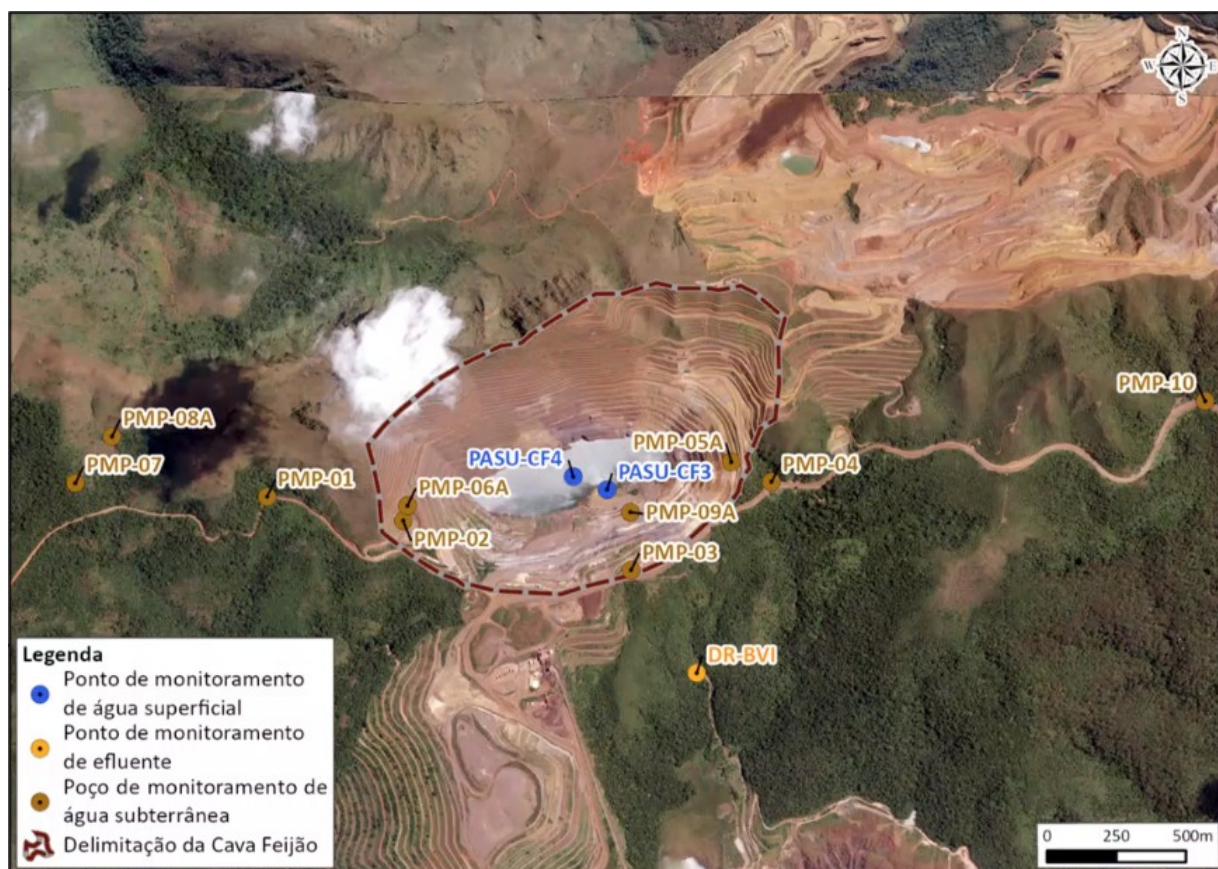 N
W E
S
PMP-10
PMP-08A
PMP-05A
PASU-CF4
PMP-07
PMP-04
PASU-CF3
PMP-01
PMP-06A
PMP-09A
PMP-02
PMP-03
DR-BVI
Legenda
Ponto de monitoramento
de água superficial
Ponto de monitoramento
de efluente
Poço de monitoramento de
água subterrânea
Delimitação da Cava Feijão
0 250 500m